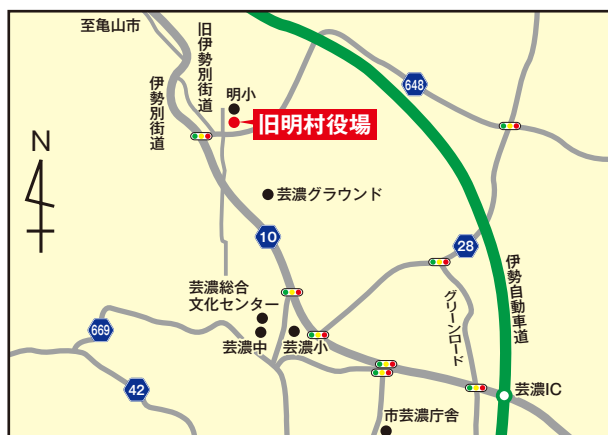 至亀山市
旧伊勢別街道
伊勢別街道
明小
旧明村役場
648
N
芸濃グラウンド
10
28
伊勢自動車道
グリーンロード
芸濃総合
文化センター
芸濃中
芸濃小
669
42
芸濃IC
市芸濃庁舎